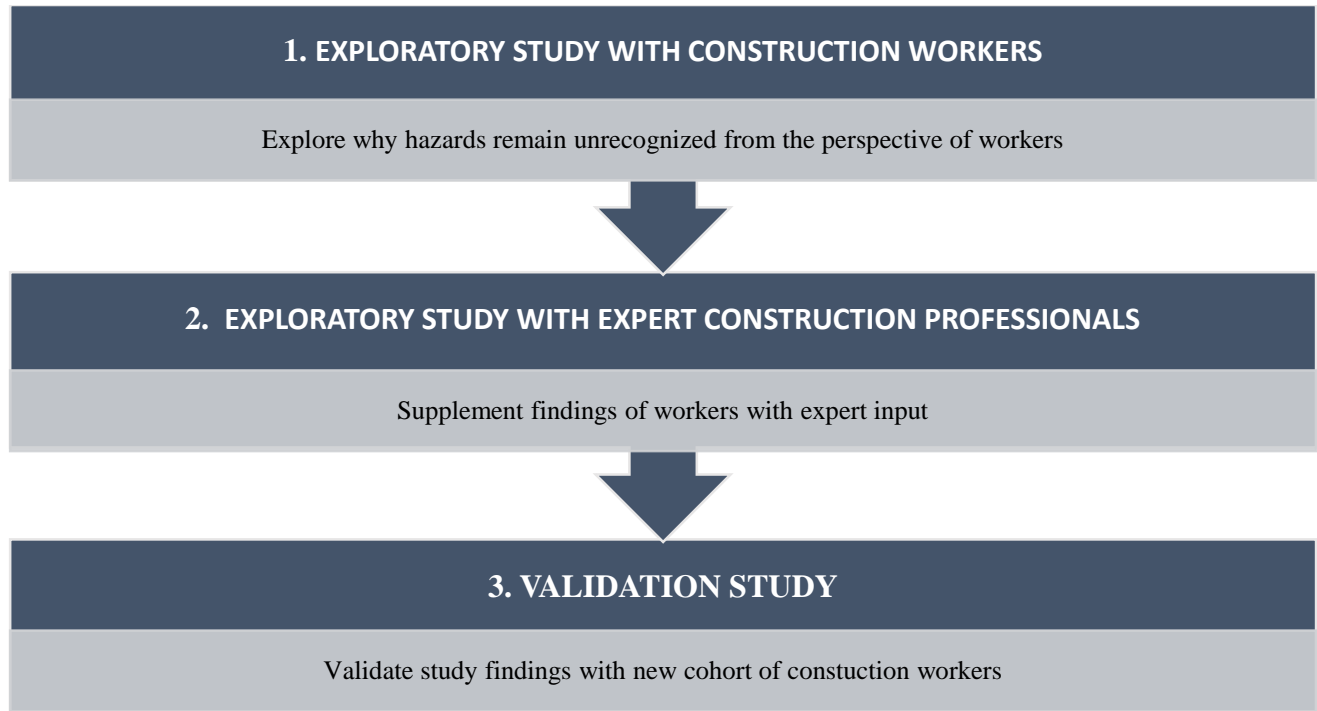 1. EXPLORATORY STUDY WITH CONSTRUCTION WORKERS
Explore why hazards remain unrecognized from the perspective of workers
2. EXPLORATORY STUDY WITH EXPERT CONSTRUCTION PROFESSIONALS
Supplement findings of workers with expert input
3. VALIDATION STUDY
Validate study findings with new cohort of constuction workers